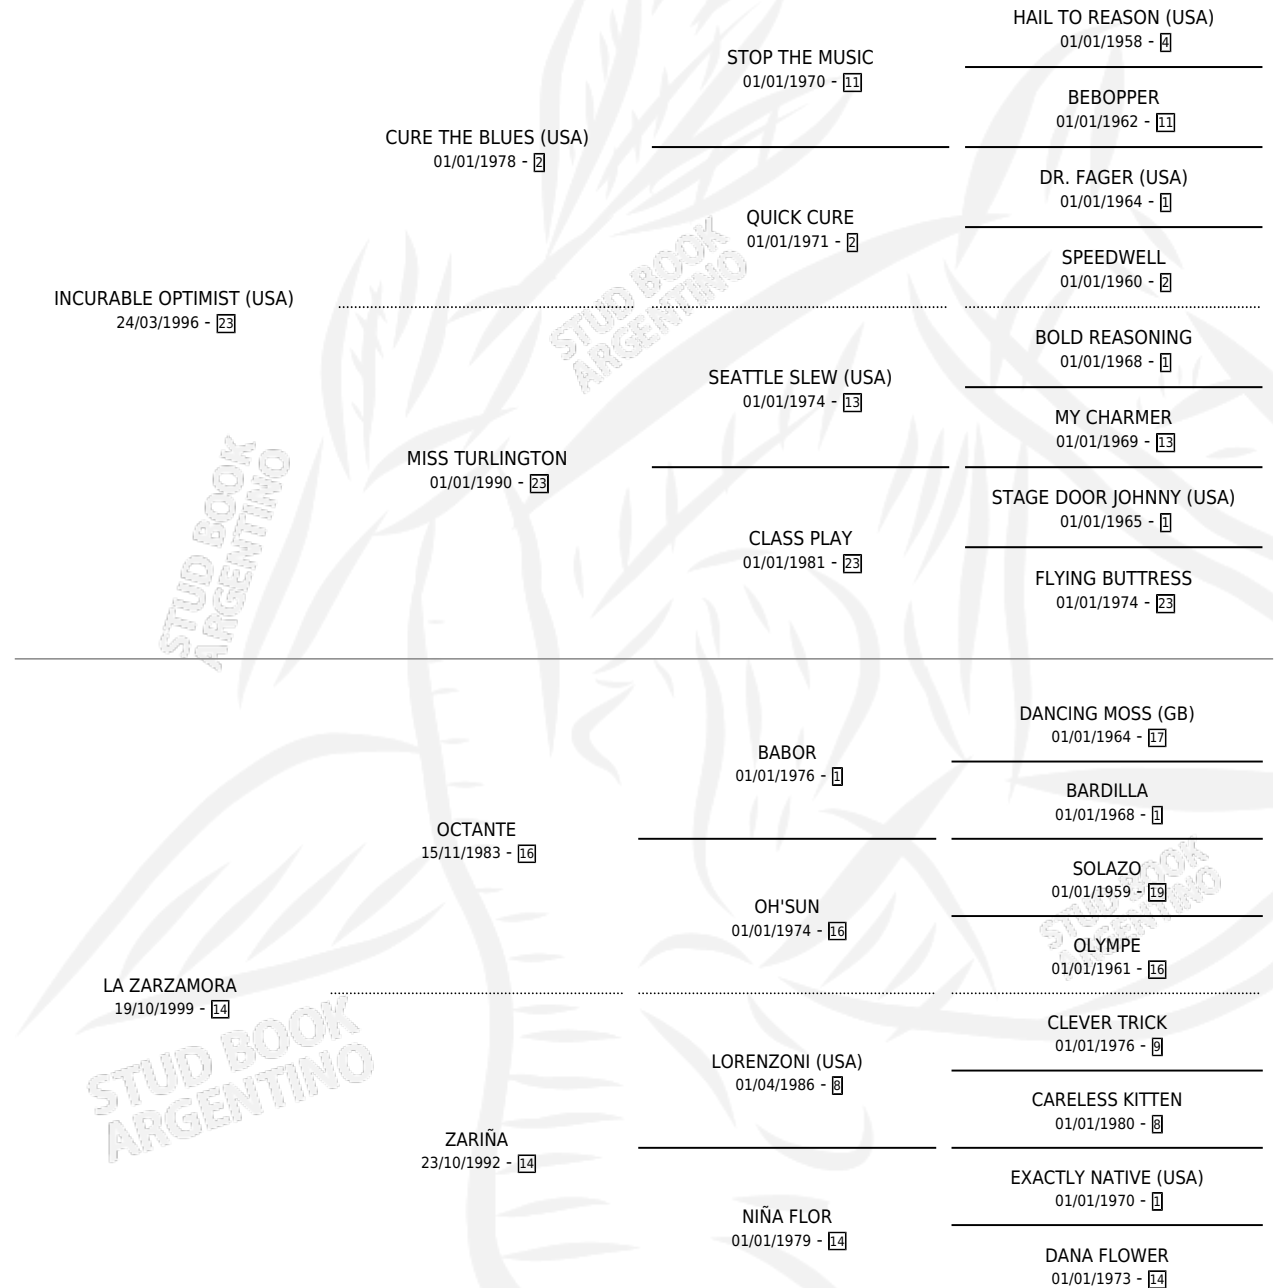 HAIL TO REASON (USA)
01/01/1958 - 4
STOP THE MUSIC
01/01/1970 - 11
BEBOPPER
01/01/1962 - 11
CURE THE BLUES (USA)
01/01/1978 - 2
DR. FAGER (USA)
01/01/1964 - 1
QUICK CURE
01/01/1971 - 2
SPEEDWELL
01/01/1960 - 2
INCURABLE OPTIMIST (USA)
24/03/1996 - 23
BOLD REASONING
01/01/1968 - 1
SEATTLE SLEW (USA)
01/01/1974 - 13
MY CHARMER
01/01/1969 - 13
MISS TURLINGTON
01/01/1990 - 23
STAGE DOOR JOHNNY (USA)
01/01/1965 - 1
CLASS PLAY
01/01/1981 - 23
FLYING BUTTRESS
01/01/1974 - 23
DANCING MOSS (GB)
01/01/1964 - 17
BABOR
01/01/1976 - 1
BARDILLA
01/01/1968 - 1
OCTANTE
15/11/1983 - 16
SOLAZO
01/01/1959 - 19
OH'SUN
01/01/1974 - 16
OLYMPE
01/01/1961 - 16
LA ZARZAMORA
19/10/1999 - 14
CLEVER TRICK
01/01/1976 - 9
LORENZONI (USA)
01/04/1986 - 8
CARELESS KITTEN
01/01/1980 - 8
ZARIÑA
23/10/1992 - 14
EXACTLY NATIVE (USA)
01/01/1970 - 1
NIÑA FLOR
01/01/1979 - 14
DANA FLOWER
01/01/1973 - 14
STUD BOOK
ARGENTINO
STUD BOOK
ARGENTINO
STUD BOOK
ARGENTINO
STUD BOOK
ARGENTINO